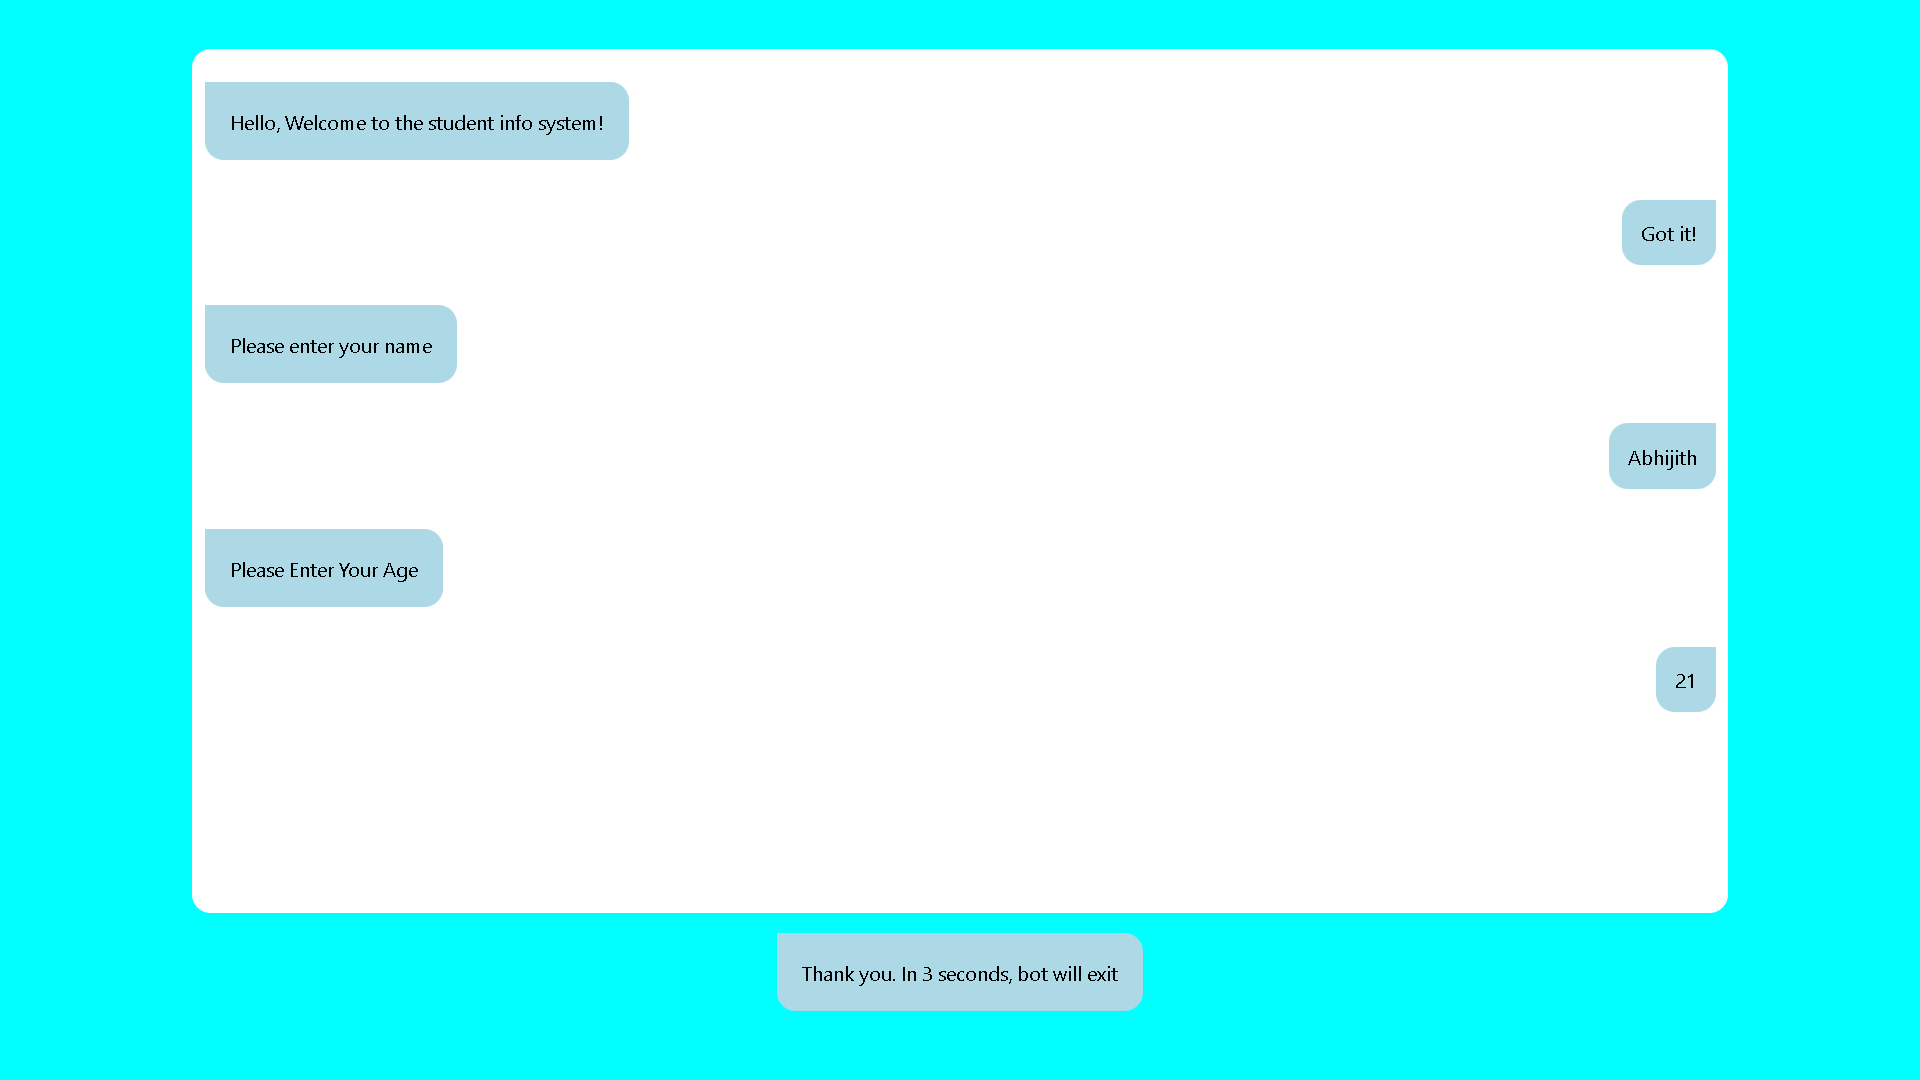 Hello, Welcome to the student info system!
Got it!
Please enter your name
Abhijith
Please Enter Your Age
21
Thank you. In 3 seconds, bot will exit